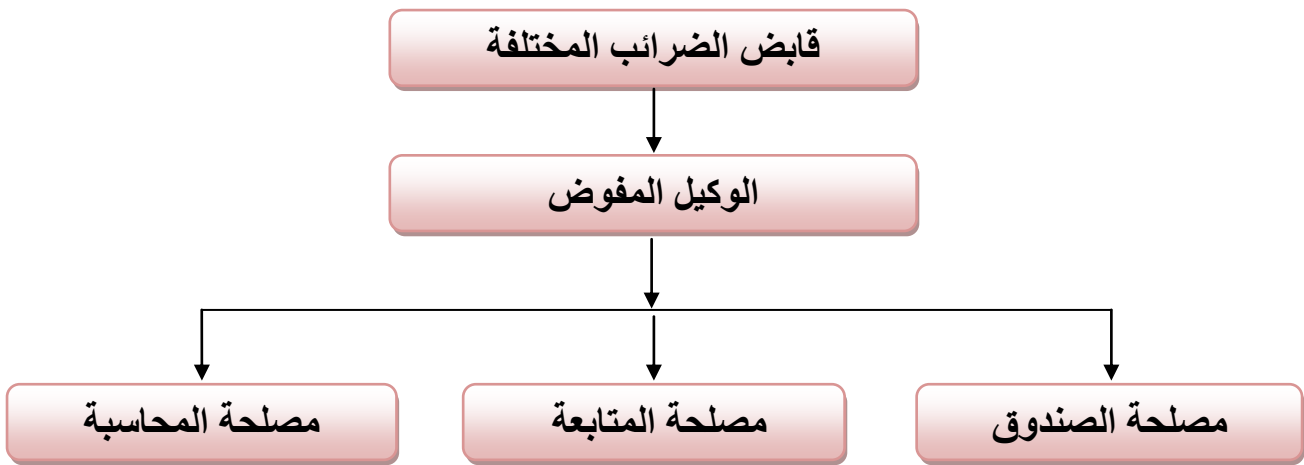 قابض الضرائب المختلفة
الوكيل المفوض
مصلحة الصندوق
مصلحة المتابعة
مصلحة المحاسبة